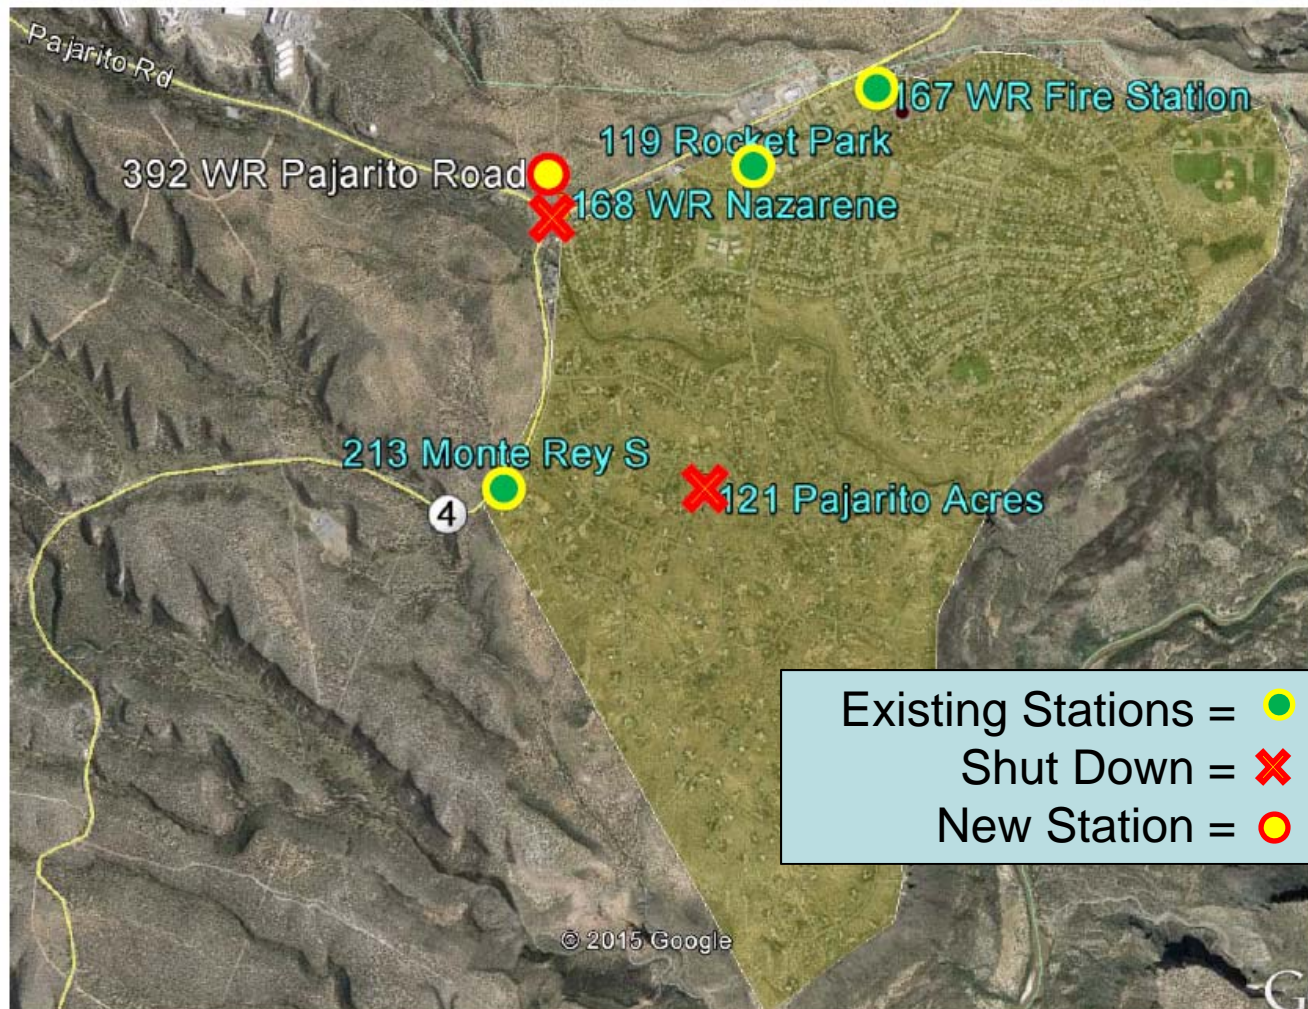 Pajarito Rd
167 WR Fire Station
119 Rocket Park
392 WR Pajarito Road
168 WR Nazarene
213 Monte Rey S
4
121 Pajarito Acres
Existing Stations =
Shut Down =
New Station =
© 2015 Google
G